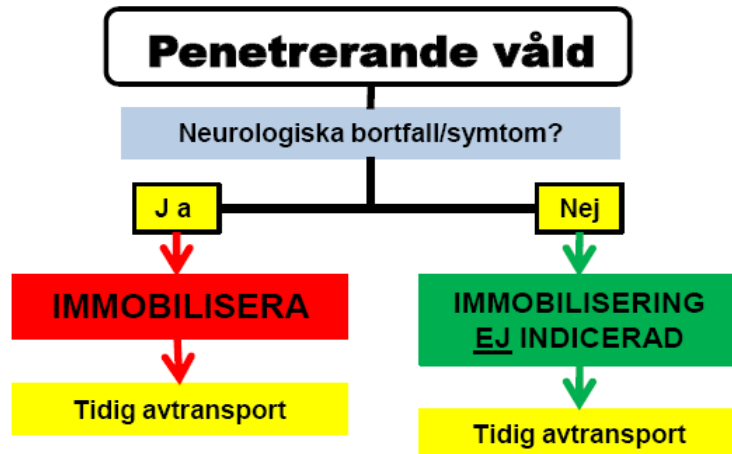 Penetrerande våld
Neurologiska bortfall/symtom?
J a
Nej
IMMOBILISERA
IMMOBILISERING
EJ INDICERAD
Tidig avtransport
Tidig avtransport